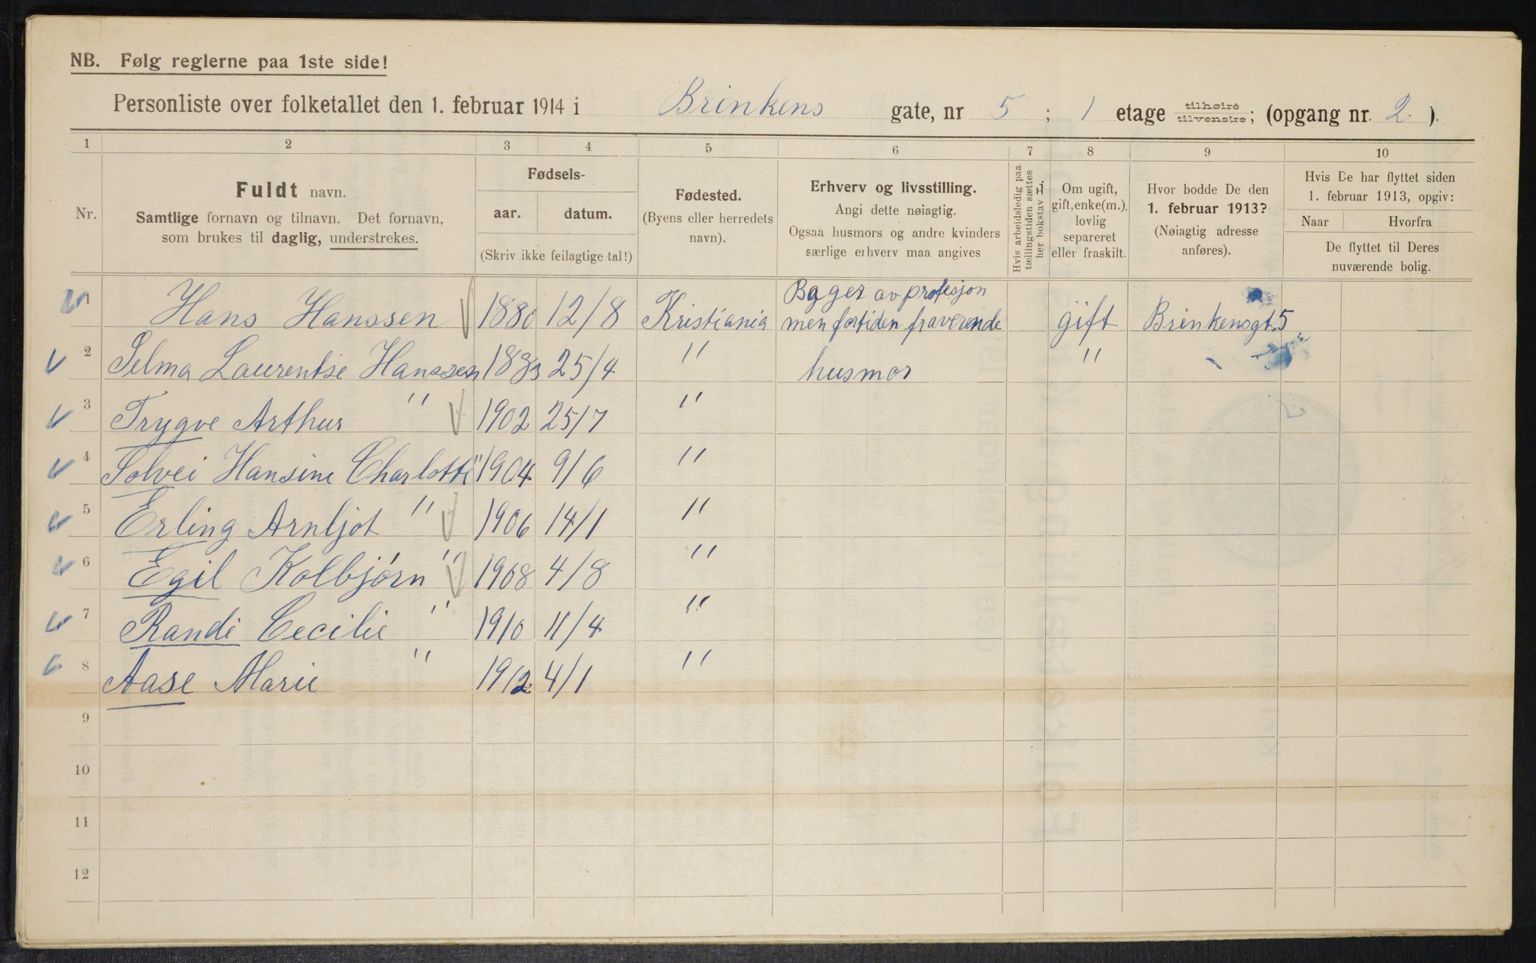 NB. Følg reglerne paa 1ste side!
Personliste over folketallet den 1. februar 1914 i Brinkens gate, nr 5 ; 1 etage tilhøire tilvenstre; (opgang nr. 2. ).
1 2 3 4 5 6 7 8 9 10
Nr.
Fuldt navn.
Samtlige fornavn og tilnavn. Det fornavn,
som brukes til daglig, understrekes.
Fødsels-
aar. datum.
(Skriv ikke feilagtige tal!)
Fødested.
(Byens eller herredets
navn).
Erhverv og livsstilling.
Angi dette nøiagtig.
Ogsaa husmors og andre kvinders
særlige erhverv maa angives
Hvis arbeidsledig paa
tællingstiden sættes
her bokstav L.
Om ugift,
gift, enke(m.).
lovlig
separeret
eller fraskilt.
Hvor bodde De den
1. februar 1913?
(Nøiagtig adresse
anføres).
Hvis De har flyttet siden
1. februar 1913, opgiv:
Naar Hvorfra
De flyttet til Deres
nuværende bolig.
1 Hans Hanssen 1880 12/8 Kristiania Bager av profesjon
men fortiden fraverende gift Brinkensgt. 5
2 Selma Laurentse Hanssen 1883 25/4 " husmor "
3 Trygve Arthur " 1902 25/7 "
4 Solvei Hansine Charlotte " 1904 9/6 "
5 Erling Arnljot " 1906 14/1 "
6 Egil Kolbjørn " 1908 4/8 "
7 Randi Cecilie " 1910 11/4 "
8 Aase Marie " 1912 4/1 "
9
10
11
12